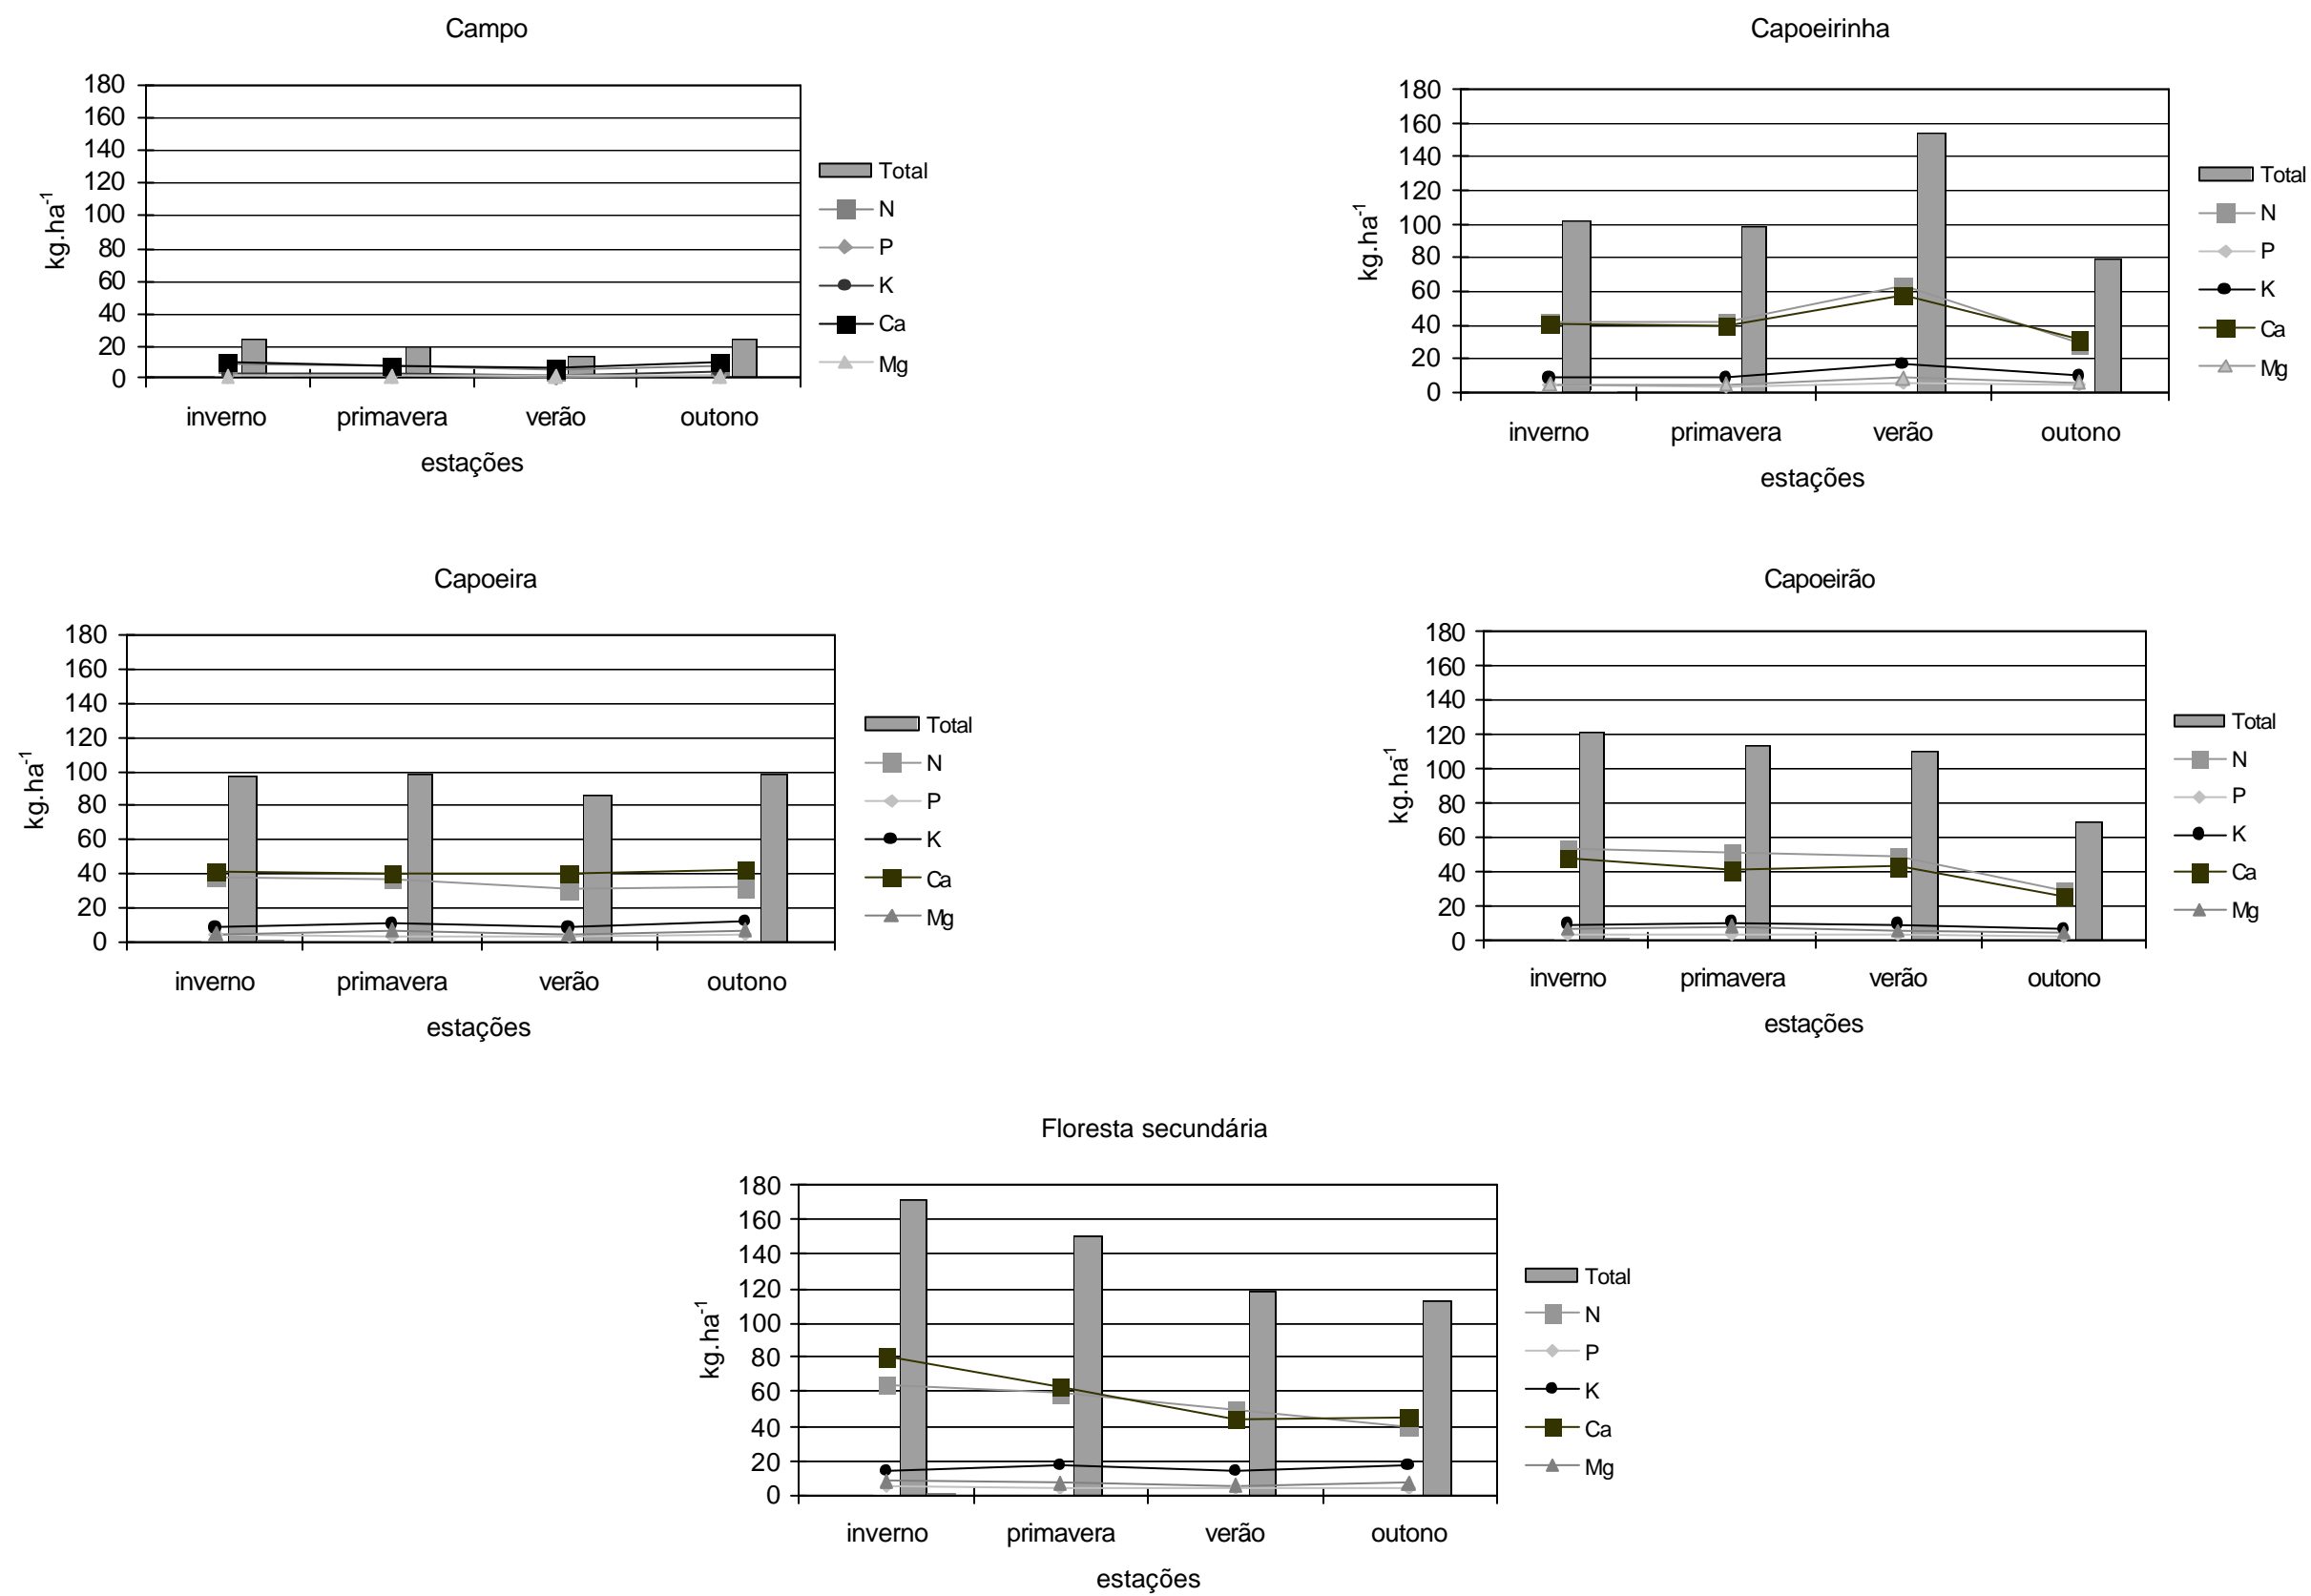 Campo
180
160
140
120
100
80
60
40
20
0
kg.ha-1
inverno primavera verão outono
estações
Total
N
P
K
Ca
Mg
Capoeirinha
180
160
140
120
100
80
60
40
20
0
kg.ha-1
inverno primavera verão outono
estações
Total
N
P
K
Ca
Mg
Capoeira
180
160
140
120
100
80
60
40
20
0
kg.ha-1
inverno primavera verão outono
estações
Total
N
P
K
Ca
Mg
Capoeirão
180
160
140
120
100
80
60
40
20
0
kg.ha-1
inverno primavera verão outono
estações
Total
N
P
K
Ca
Mg
Floresta secundária
180
160
140
120
100
80
60
40
20
0
kg.ha-1
inverno primavera verão outono
estações
Total
N
P
K
Ca
Mg